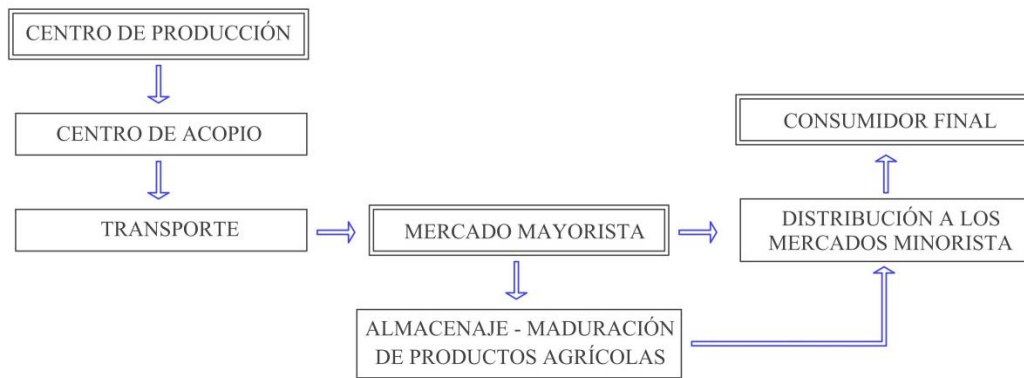 CENTRO DE PRODUCCIÓN
CENTRO DE ACOPIO
TRANSPORTE
MERCADO MAYORISTA
ALMACENAJE - MADURACIÓN
DE PRODUCTOS AGRÍCOLAS
DISTRIBUCIÓN A LOS
MERCADOS MINORISTA
CONSUMIDOR FINAL